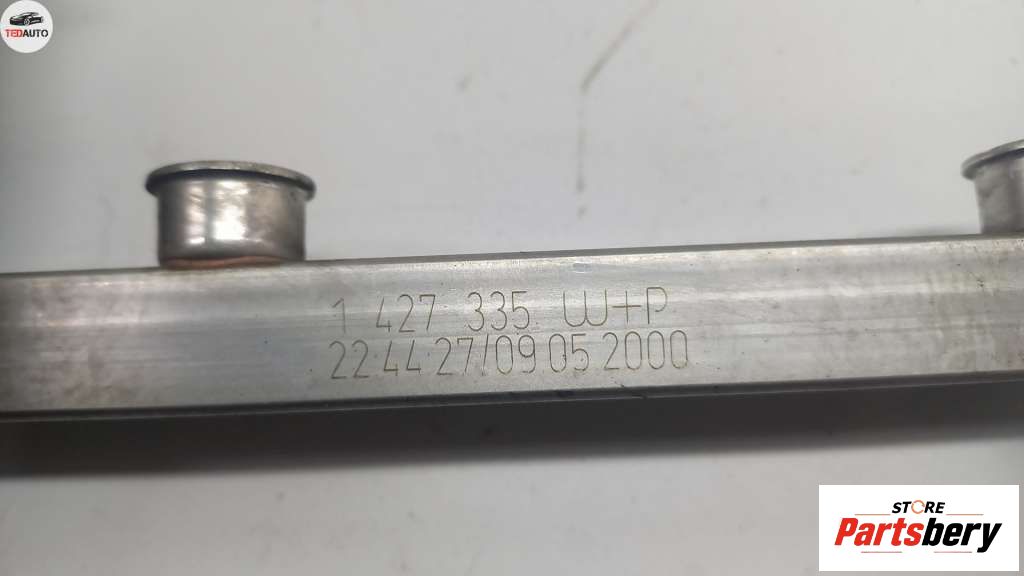 TEDAUTO
1 427 335 W+P
22:44:27/09 05 2000
STORE
Partsbery